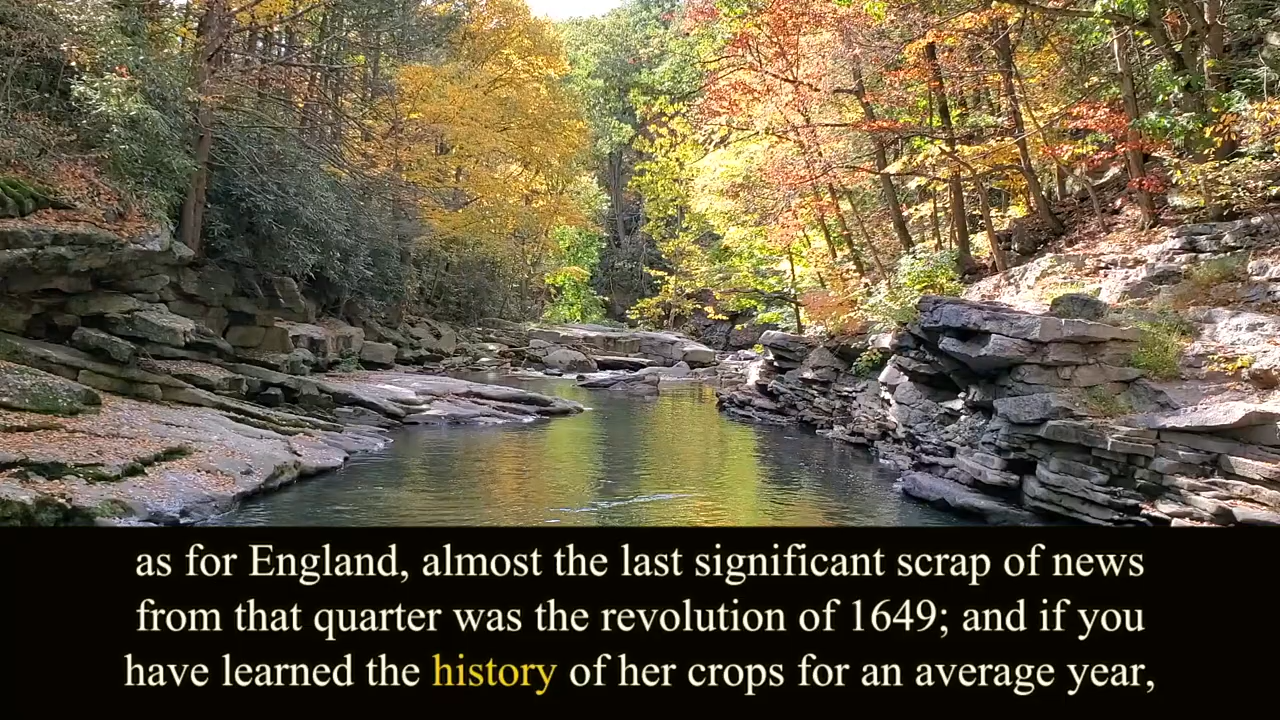 as for England, almost the last significant scrap of news
from that quarter was the revolution of 1649; and if you
have learned the history of her crops for an average year,